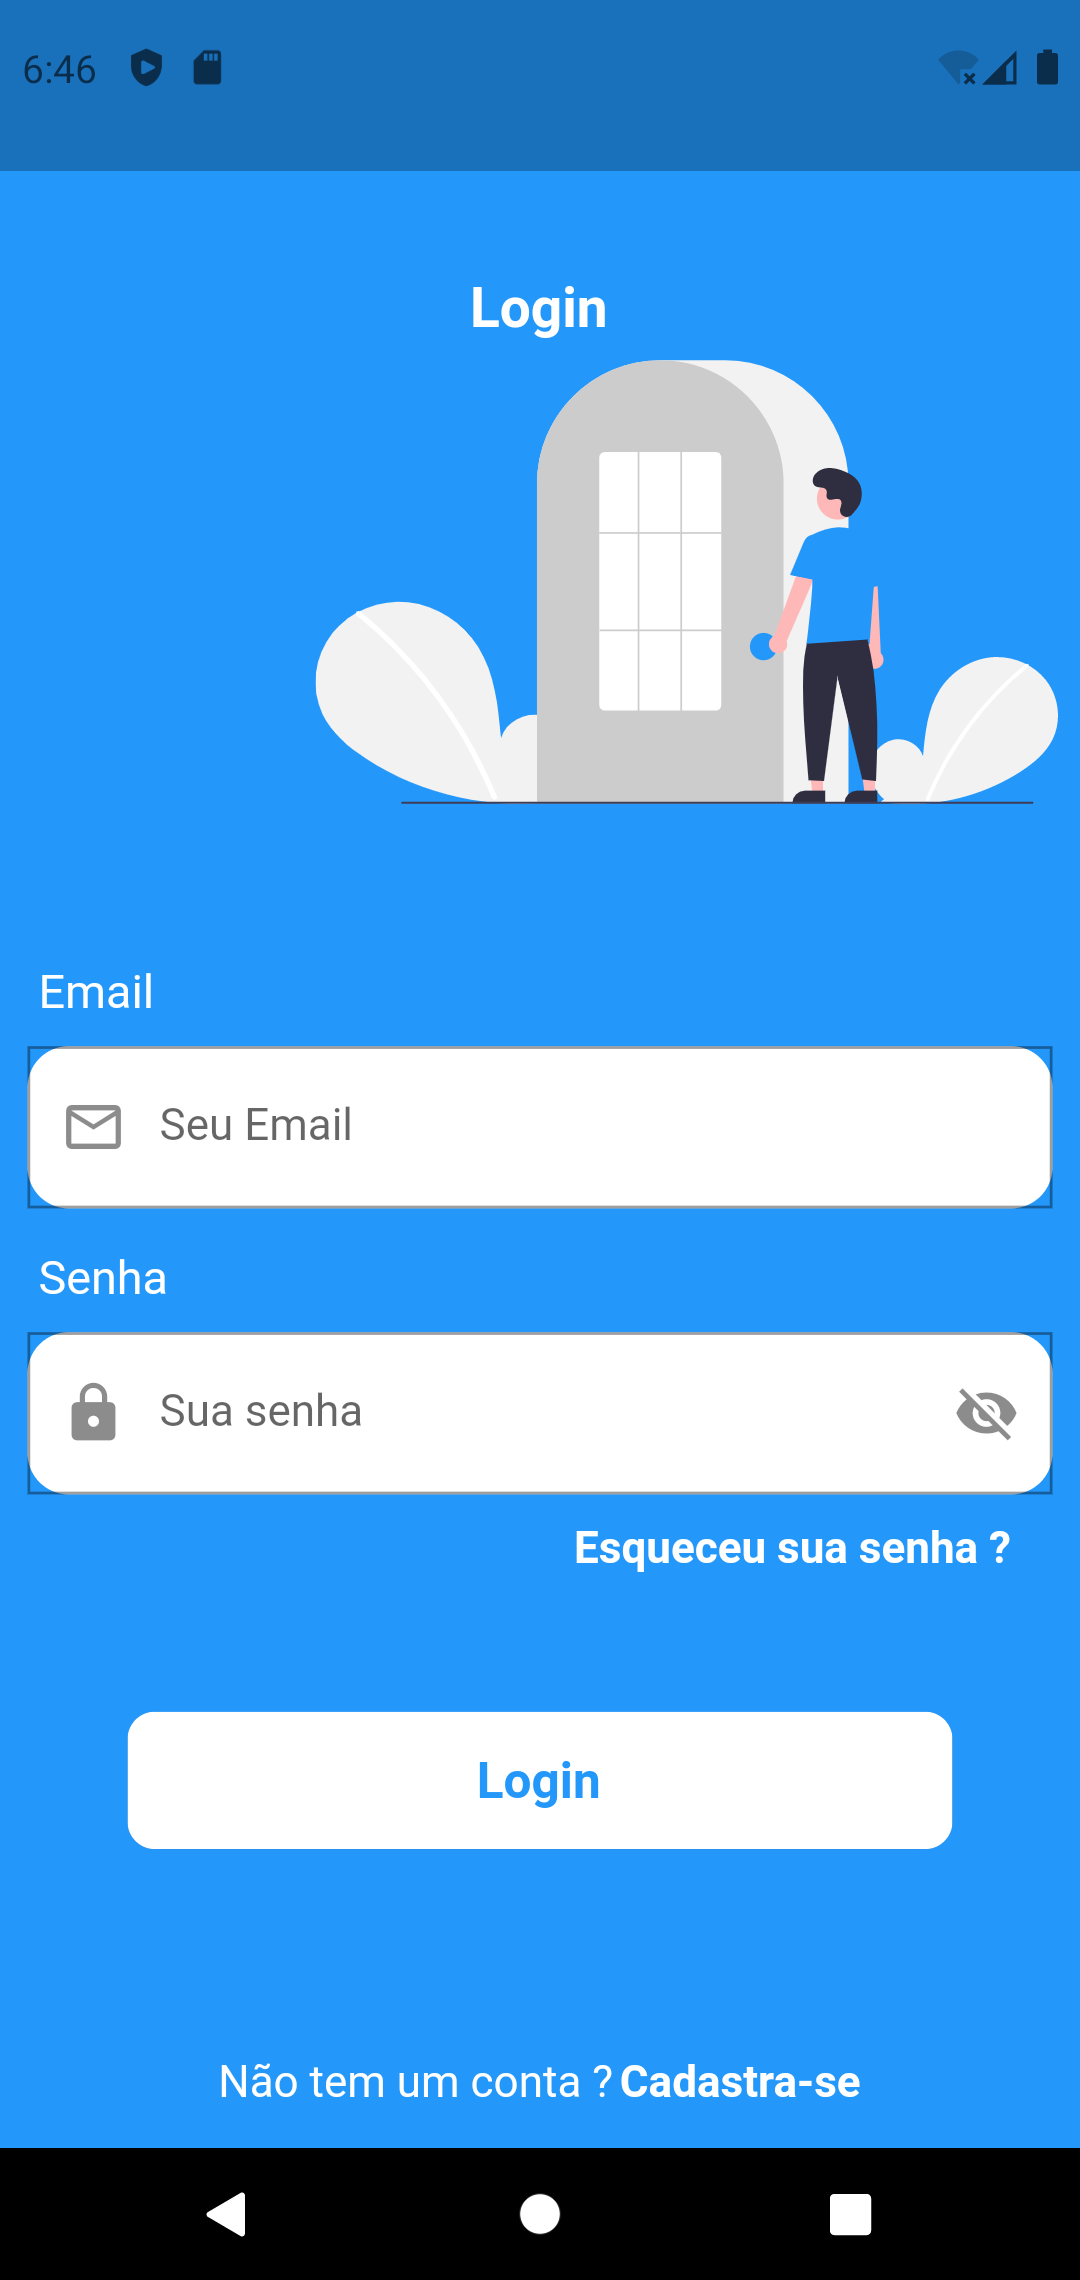 6:46
Login
Email
Seu Email
Senha
Sua senha
Esqueceu sua senha ?
Login
Não tem um conta ? Cadastra-se